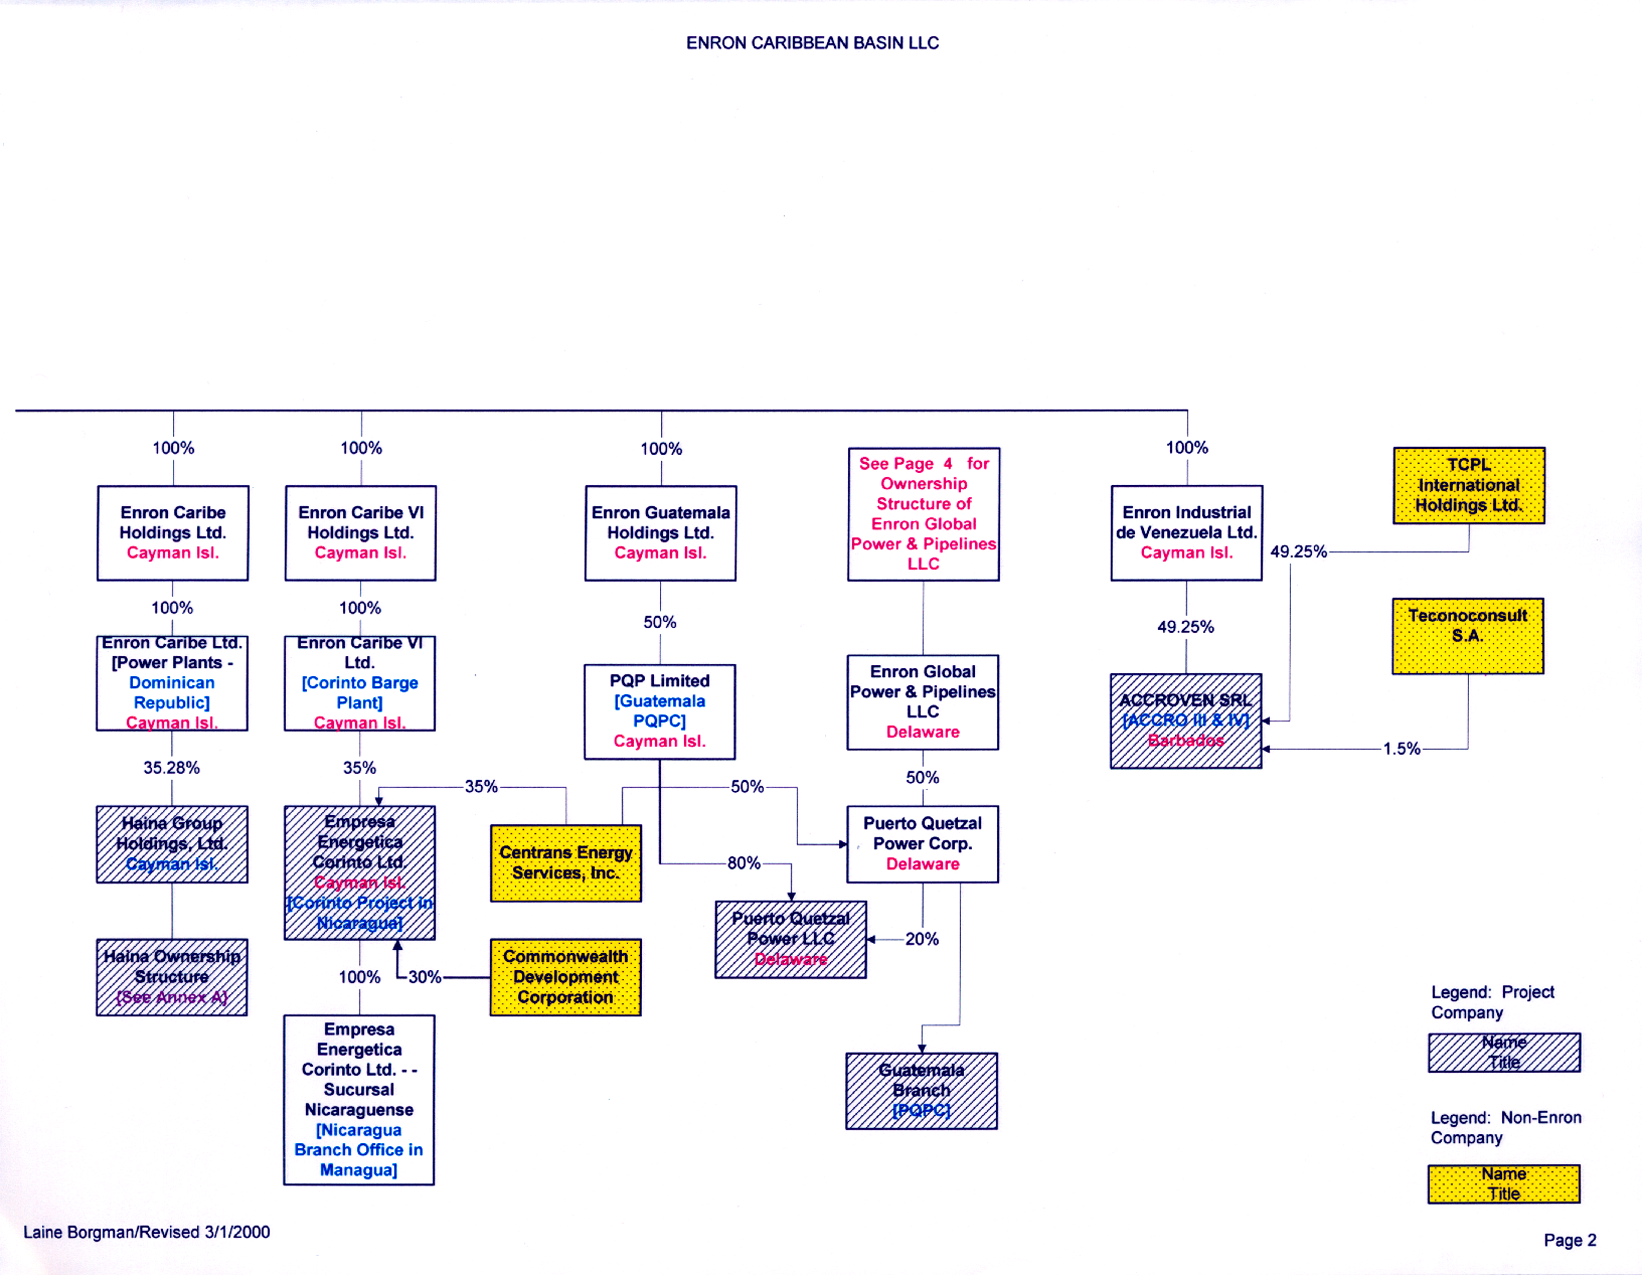 ENRON CARIBBEAN BASIN LLC
100%
100%
100%
100%
Enron Caribe
Holdings Ltd.
Cayman Isl.
Enron Caribe VI
Holdings Ltd.
Cayman Isl.
Enron Guatemala
Holdings Ltd.
Cayman Isl.
See Page 4 for
Ownership
Structure of
Enron Global
Power & Pipelines
LLC
Enron Industrial
de Venezuela Ltd.
Cayman Isl.
TCPL
International
Holdings Ltd.
49.25%
100%
100%
50%
49.25%
Teconoconsult
S.A.
Enron Caribe Ltd.
[Power Plants -
Dominican
Republic]
Cayman Isl.
Enron Caribe VI
Ltd.
[Corinto Barge
Plant]
Cayman Isl.
PQP Limited
[Guatemala
PQPC]
Cayman Isl.
Enron Global
Power & Pipelines
LLC
Delaware
ACCROVEN SRL
[ACCRO III & IV]
Barbados
1.5%
35.28%
35%
35%
50%
50%
Haina Group
Holdings, Ltd.
Cayman Isl.
Empresa
Energetica
Corinto Ltd.
Cayman Isl.
[Corinto Project in
Nicaragua]
Centrans Energy
Services, Inc.
Puerto Quetzal
Power Corp.
Delaware
80%
Puerto Quetzal
Power LLC
Delaware
20%
Haina Ownership
Structure
[See Annex A]
100%
30%
Commonwealth
Development
Corporation
Empresa
Energetica
Corinto Ltd. - -
Sucursal
Nicaraguense
[Nicaragua
Branch Office in
Managua]
Guatemala
Branch
[PQPC]
Legend: Project
Company
Name
Title
Legend: Non-Enron
Company
Name
Title
Laine Borgman/Revised 3/1/2000
Page 2